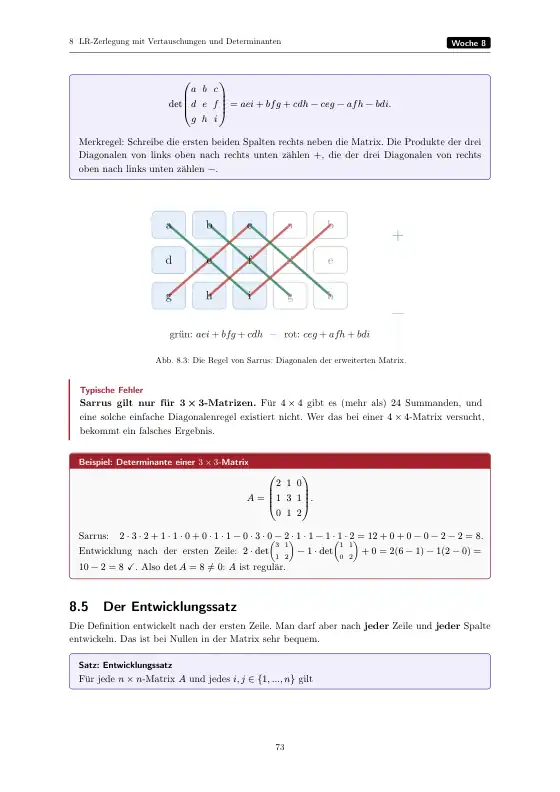 8 LR-Zerlegung mit Vertauschungen und Determinanten
Woche 8
det(a b c
d e f
g h i) = aei + bfg + cdh − ceg − afh − bdi.
Merkregel: Schreibe die ersten beiden Spalten rechts neben die Matrix. Die Produkte der drei
Diagonalen von links oben nach rechts unten zählen +, die der drei Diagonalen von rechts
oben nach links unten zählen −.
a b c a b
+
d e f e
g h i g h
−
grün: aei + bfg + cdh − rot: ceg + afh + bdi
Abb. 8.3: Die Regel von Sarrus: Diagonalen der erweiterten Matrix.
Typische Fehler
Sarrus gilt nur für 3 × 3-Matrizen. Für 4 × 4 gibt es (mehr als) 24 Summanden, und
eine solche einfache Diagonalenregel existiert nicht. Wer das bei einer 4 × 4-Matrix versucht,
bekommt ein falsches Ergebnis.
Beispiel: Determinante einer 3 × 3-Matrix
A = (2 1 0
1 3 1
0 1 2).
Sarrus: 2 · 3 · 2 + 1 · 1 · 0 + 0 · 1 · 1 − 0 · 3 · 0 − 2 · 1 · 1 − 1 · 1 · 2 = 12 + 0 + 0 − 0 − 2 − 2 = 8.
Entwicklung nach der ersten Zeile: 2 · det(3 1 1 2) − 1 · det(1 1 0 2) + 0 = 2(6 − 1) − 1(2 − 0) =
10 − 2 = 8 ✓. Also det A = 8 ≠ 0: A ist regulär.
8.5 Der Entwicklungssatz
Die Definition entwickelt nach der ersten Zeile. Man darf aber nach jeder Zeile und jeder Spalte
entwickeln. Das ist bei Nullen in der Matrix sehr bequem.
Satz: Entwicklungssatz
Für jede n × n-Matrix A und jedes i, j ∈ {1, ..., n} gilt
73